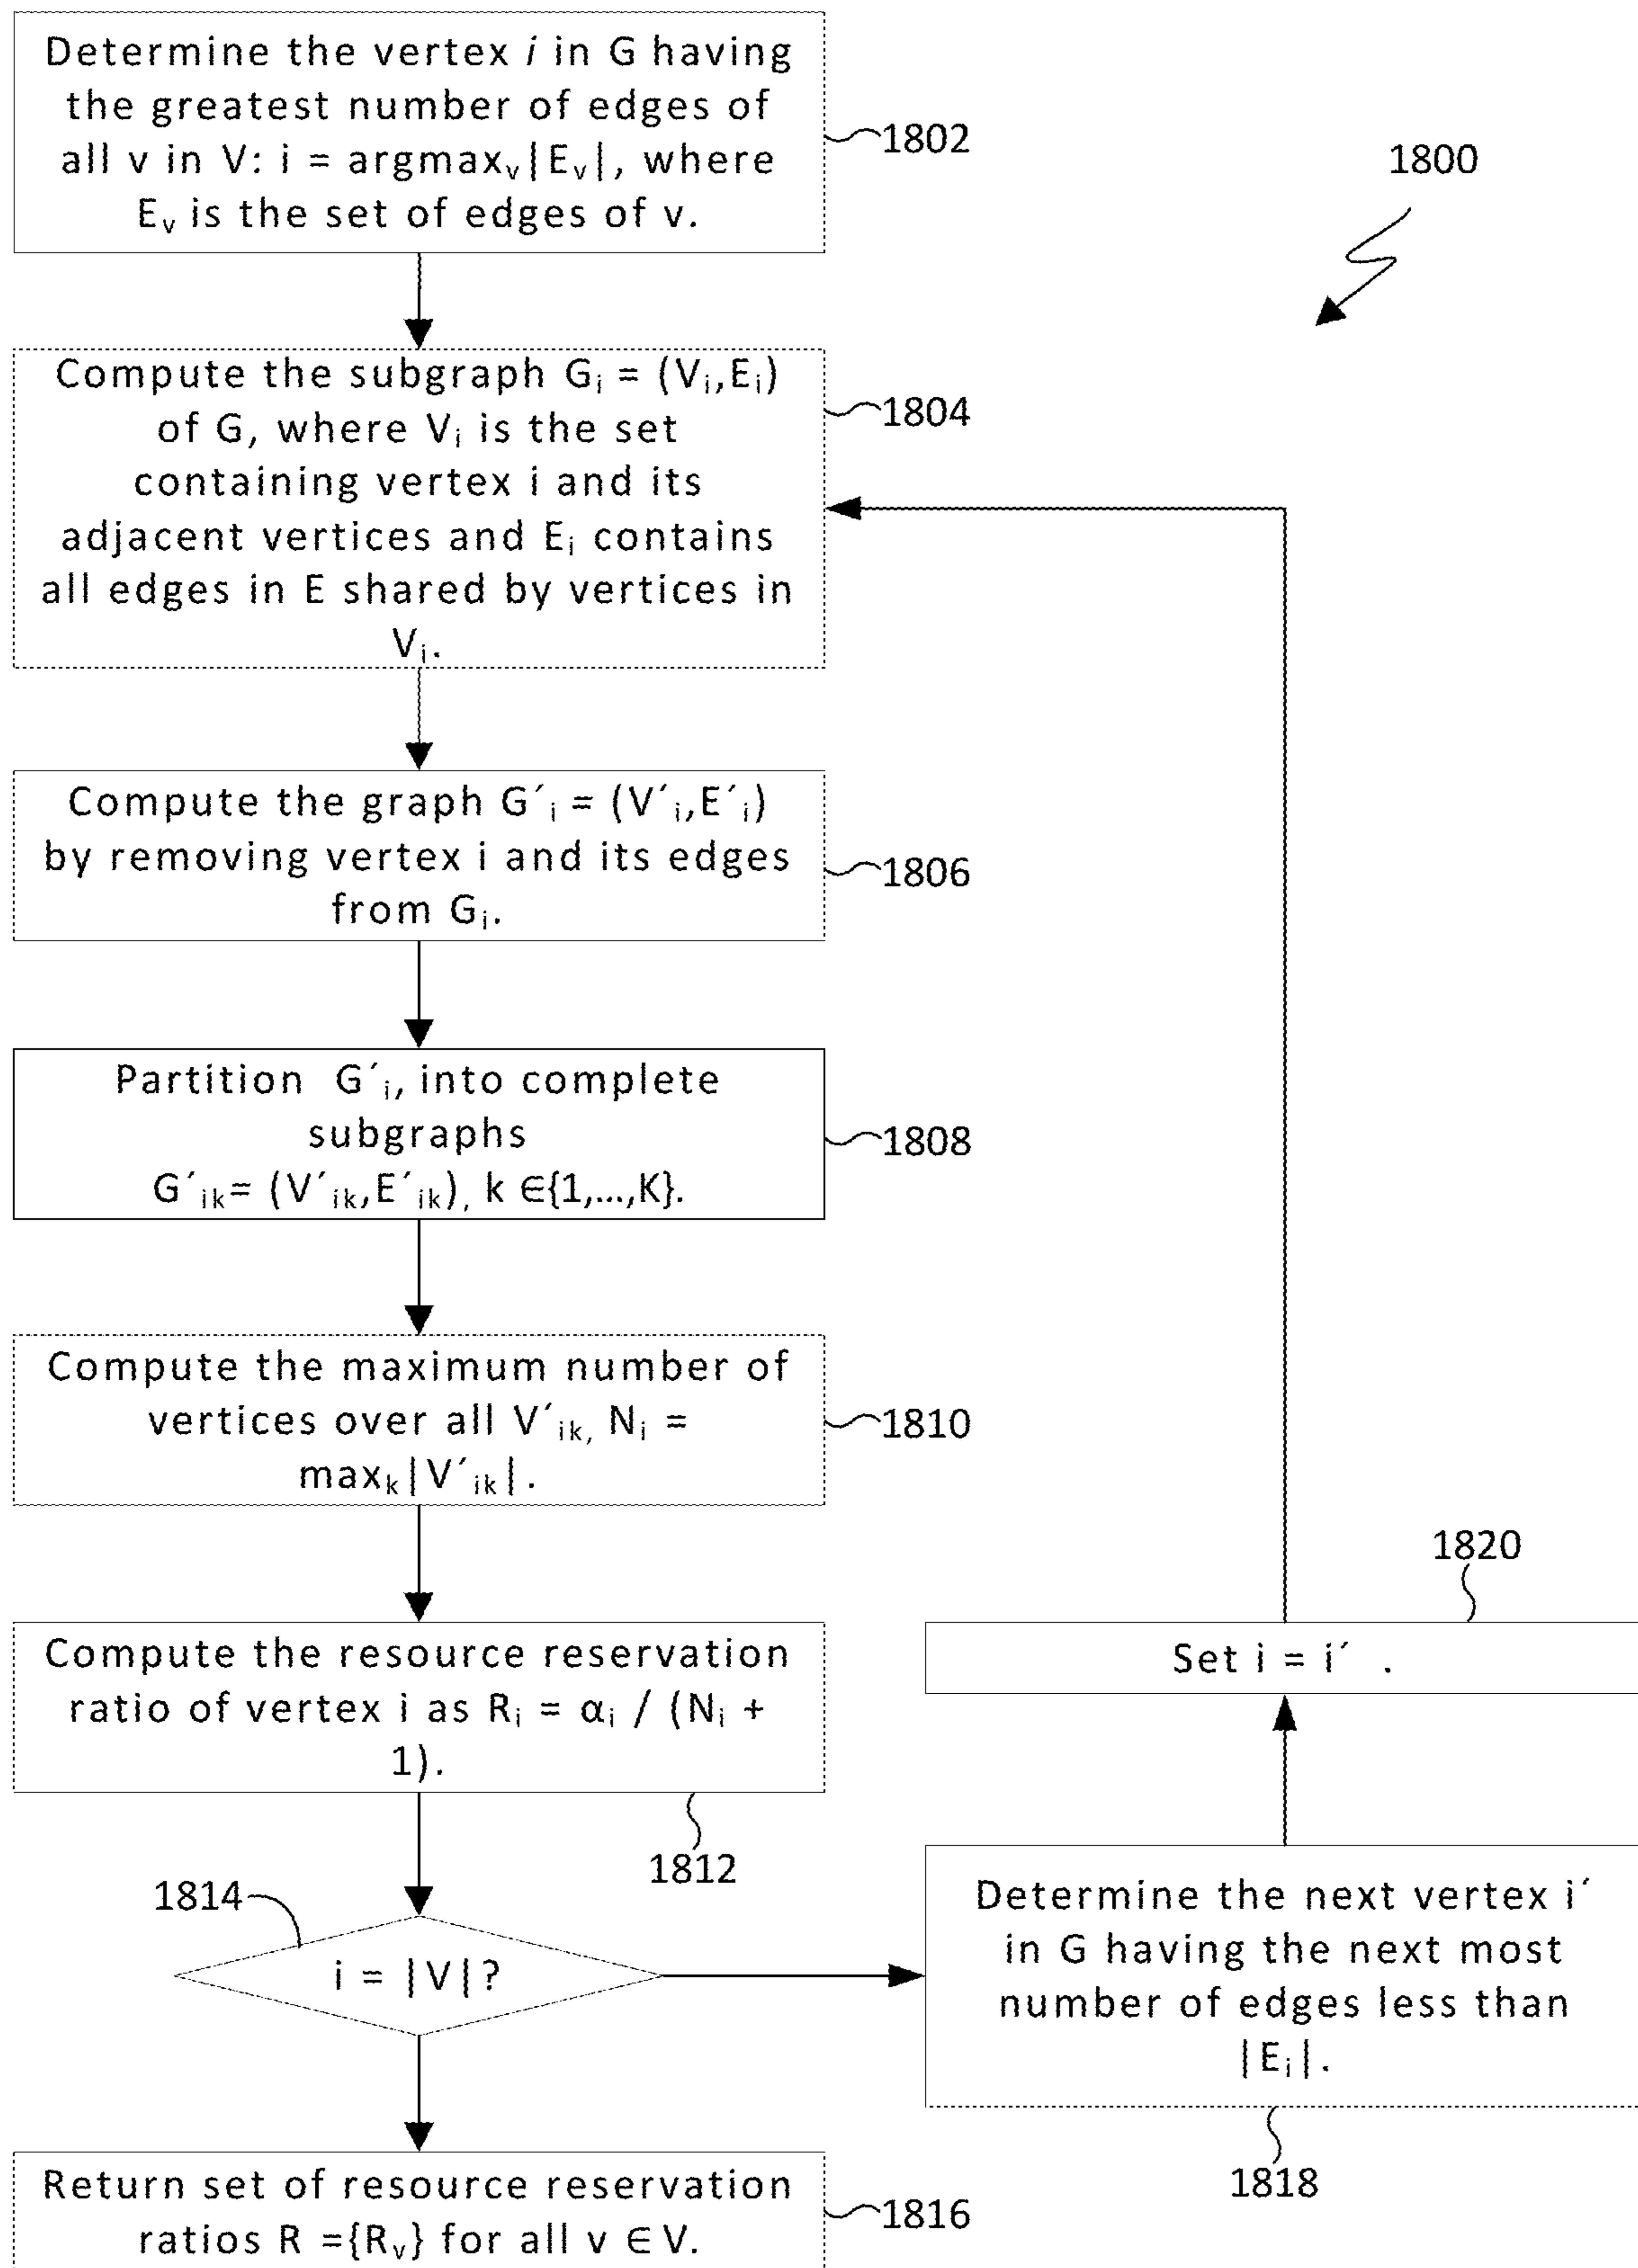 Determine the vertex i in G having
the greatest number of edges of
all v in V: i = argmaxᵥ|Eᵥ|, where
Eᵥ is the set of edges of v.
1802
1800
Compute the subgraph Gᵢ = (Vᵢ,Eᵢ)
of G, where Vᵢ is the set
containing vertex i and its
adjacent vertices and Eᵢ contains
all edges in E shared by vertices in
Vᵢ.
1804
Compute the graph G´ᵢ = (V´ᵢ,E´ᵢ)
by removing vertex i and its edges
from Gᵢ.
1806
Partition G´ᵢ, into complete
subgraphs
G´ᵢₖ= (V´ᵢₖ,E´ᵢₖ), k ∈{1,...,K}.
1808
Compute the maximum number of
vertices over all V´ᵢₖ, Nᵢ =
maxₖ|V´ᵢₖ|.
1810
Compute the resource reservation
ratio of vertex i as Rᵢ = αᵢ / (Nᵢ +
1).
1812
1814
i = |V|?
Return set of resource reservation
ratios R ={Rᵥ} for all v ∈ V.
1816
Determine the next vertex i´
in G having the next most
number of edges less than
|Eᵢ|.
1818
1820
Set i = i´ .